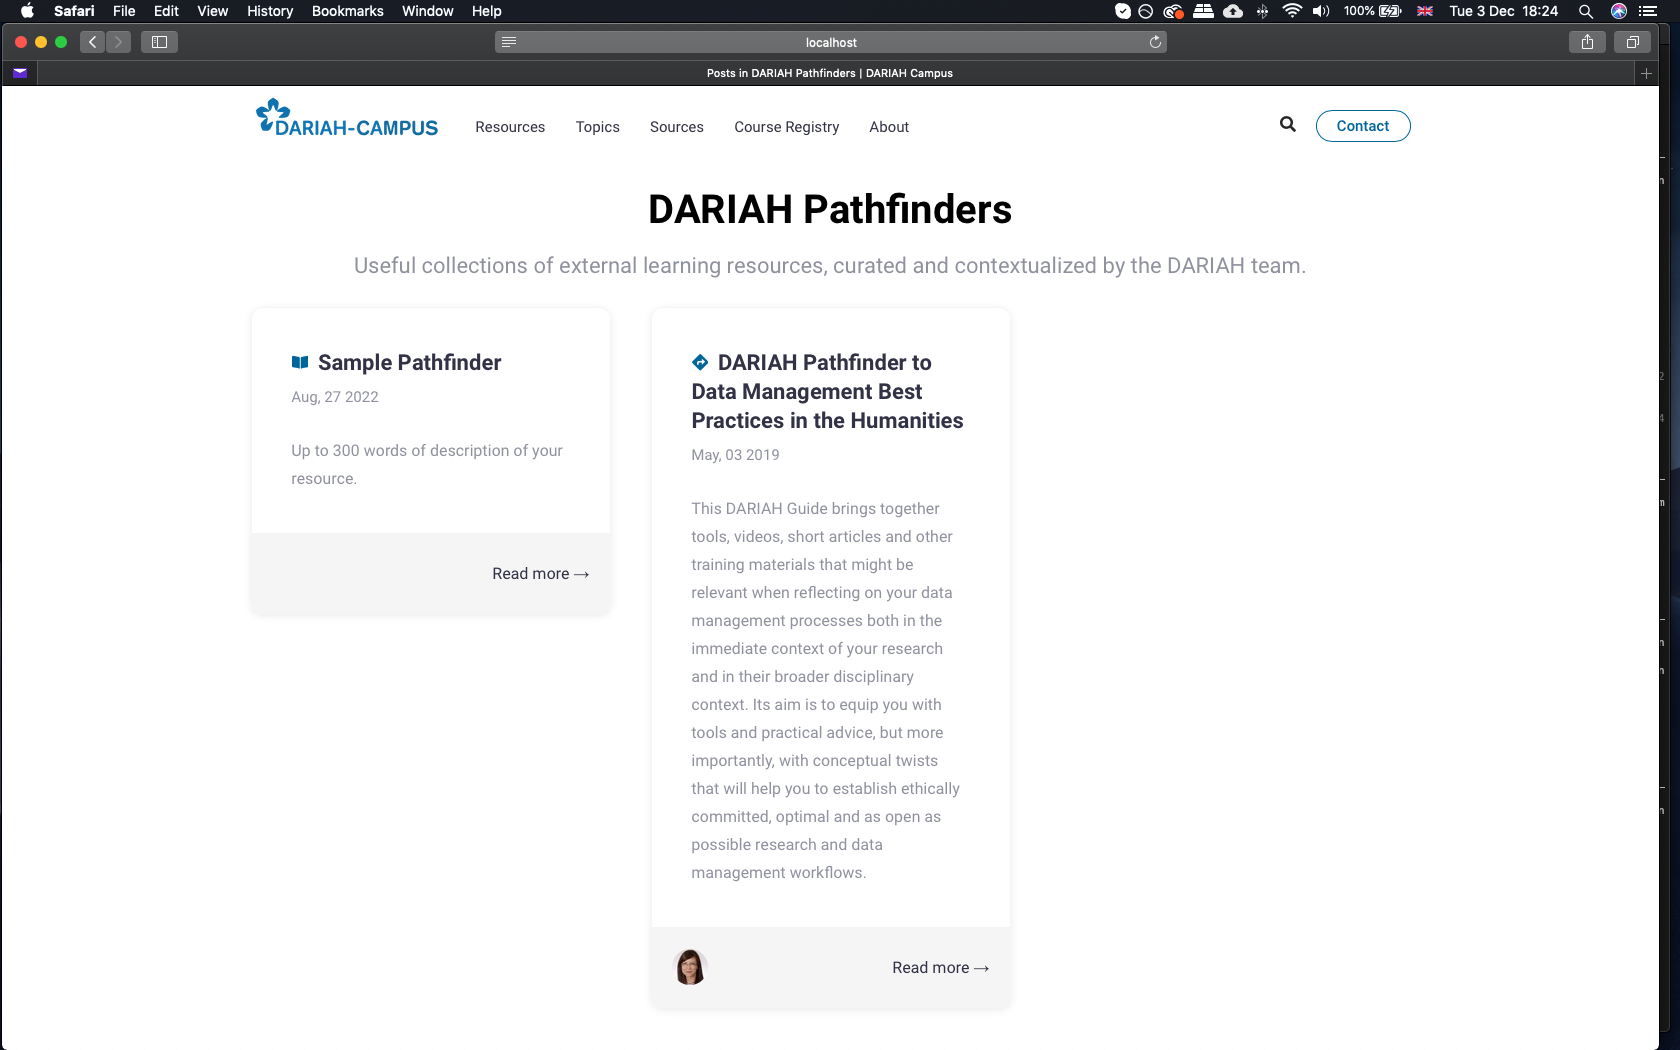 Safari File Edit View History Bookmarks Window Help 100% Tue 3 Dec 18:24
localhost
Posts in DARIAH Pathfinders | DARIAH Campus
DARIAH-CAMPUS Resources Topics Sources Course Registry About Contact
DARIAH Pathfinders
Useful collections of external learning resources, curated and contextualized by the DARIAH team.
Sample Pathfinder
Aug, 27 2022
Up to 300 words of description of your
resource.
Read more →
DARIAH Pathfinder to
Data Management Best
Practices in the Humanities
May, 03 2019
This DARIAH Guide brings together
tools, videos, short articles and other
training materials that might be
relevant when reflecting on your data
management processes both in the
immediate context of your research
and in their broader disciplinary
context. Its aim is to equip you with
tools and practical advice, but more
importantly, with conceptual twists
that will help you to establish ethically
committed, optimal and as open as
possible research and data
management workflows.
Read more →